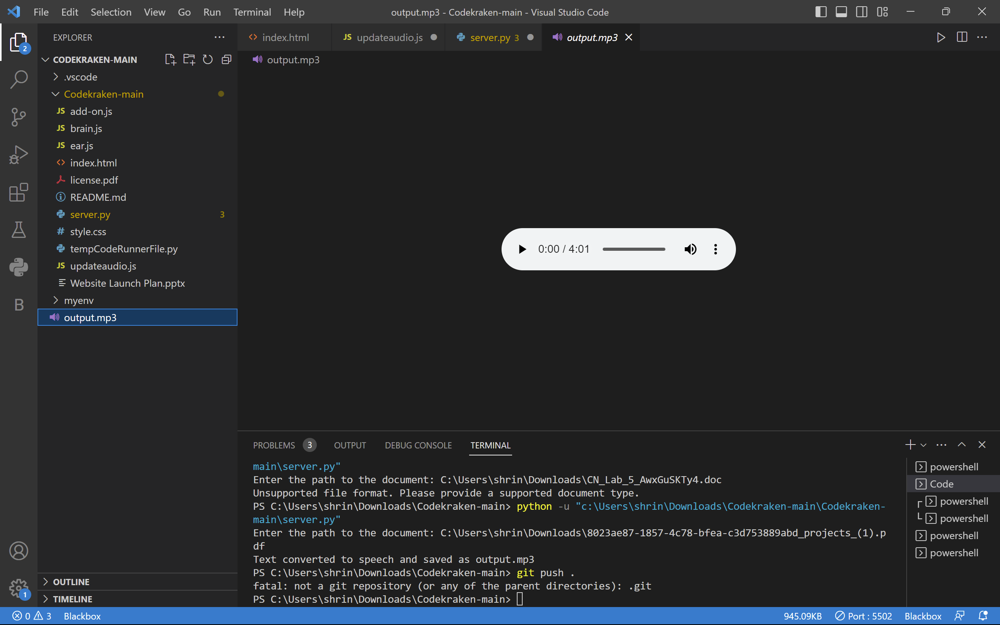 File Edit Selection View Go Run Terminal Help
output.mp3 - Codekraken-main - Visual Studio Code
EXPLORER
index.html
JS updateaudio.js
server.py 3
output.mp3
2
CODEKRAKEN-MAIN
output.mp3
.vscode
Codekraken-main
JS add-on.js
JS brain.js
JS ear.js
index.html
license.pdf
README.md
server.py 3
# style.css
tempCodeRunnerFile.py
JS updateaudio.js
Website Launch Plan.pptx
myenv
B
output.mp3
0:00 / 4:01
PROBLEMS 3 OUTPUT DEBUG CONSOLE TERMINAL
main\server.py"
Enter the path to the document: C:\Users\shrin\Downloads\CN_Lab_5_AwxGuSKTy4.doc
Unsupported file format. Please provide a supported document type.
PS C:\Users\shrin\Downloads\Codekraken-main> python -u "c:\Users\shrin\Downloads\Codekraken-main\Codekraken-
main\server.py"
Enter the path to the document: C:\Users\shrin\Downloads\8023ae87-1857-4c78-bfea-c3d753889abd_projects_(1).p
df
Text converted to speech and saved as output.mp3
PS C:\Users\shrin\Downloads\Codekraken-main> git push .
fatal: not a git repository (or any of the parent directories): .git
PS C:\Users\shrin\Downloads\Codekraken-main>
powershell
Code
powershell
powershell
powershell
powershell
OUTLINE
TIMELINE
1
0 3 Blackbox
945.09KB Port : 5502 Blackbox